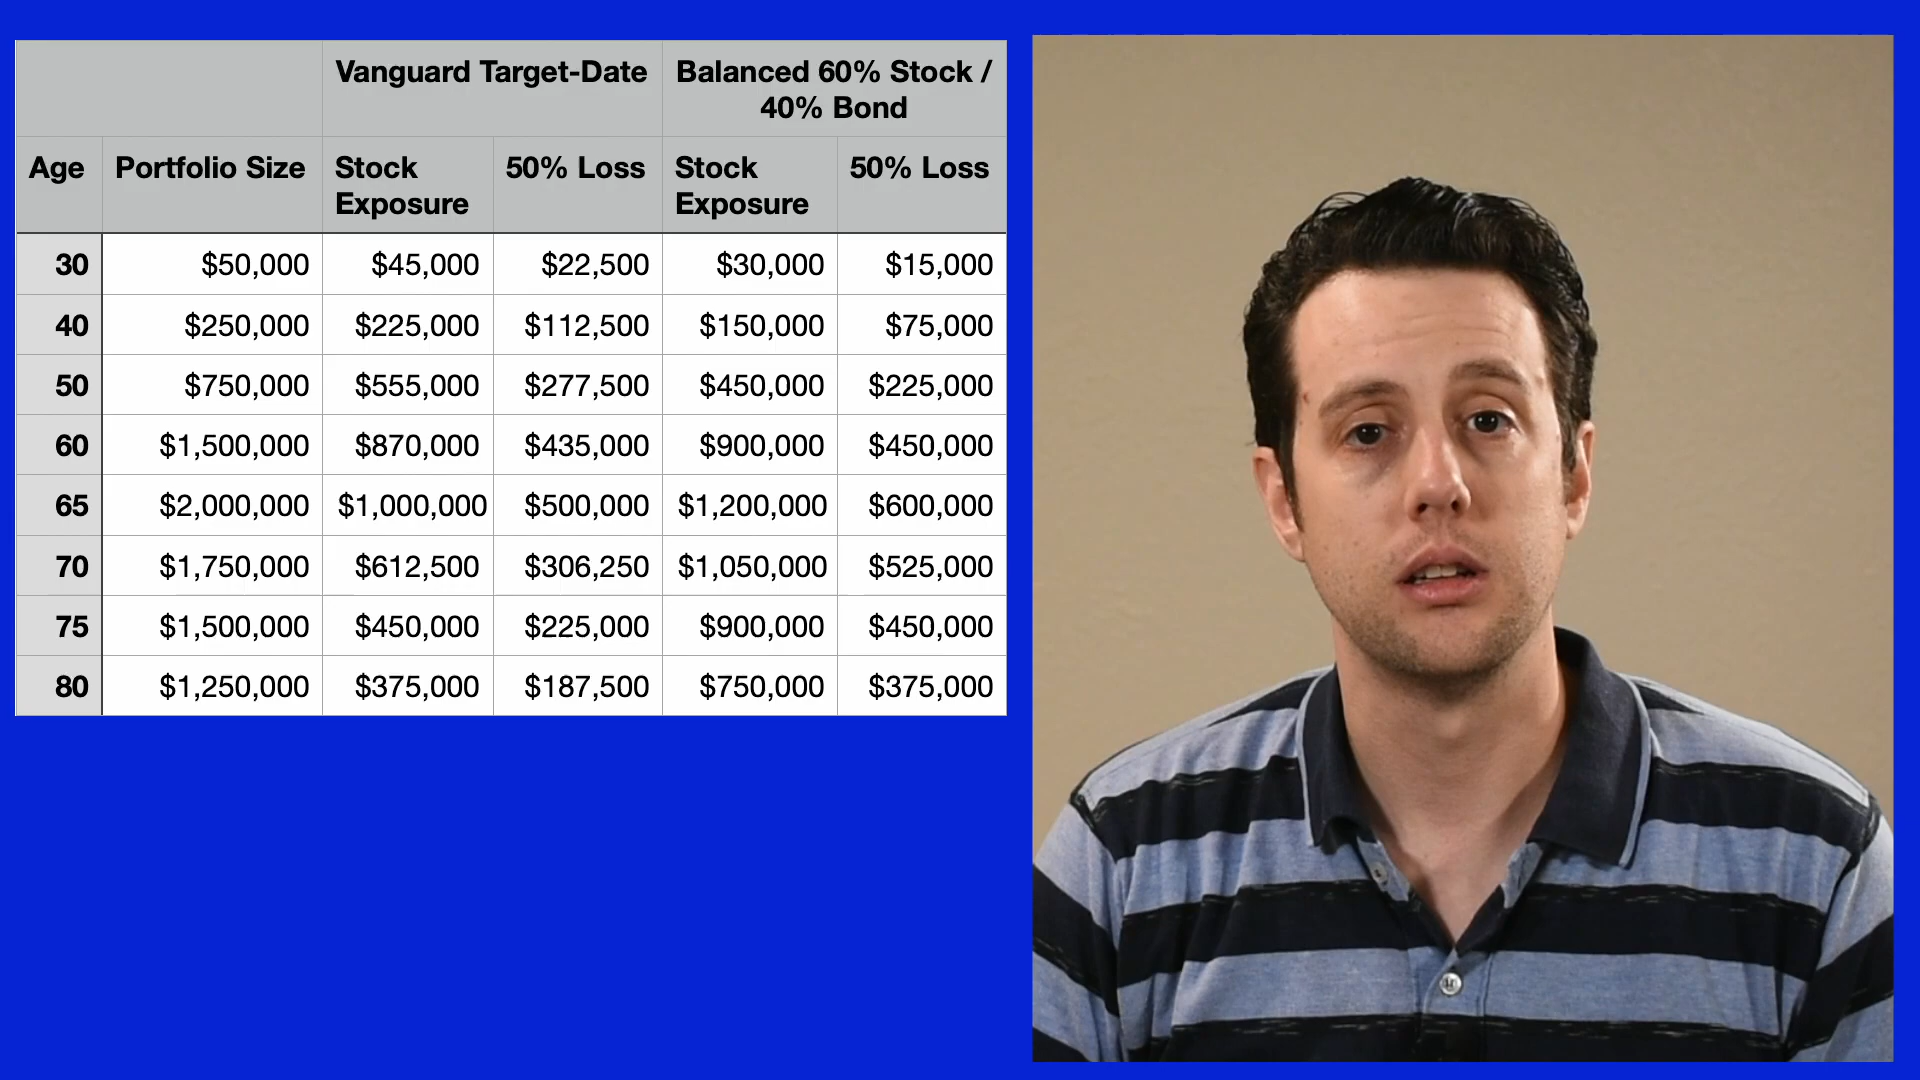 Vanguard Target-Date
Balanced 60% Stock /
40% Bond
Age Portfolio Size Stock Exposure 50% Loss Stock Exposure 50% Loss
30 $50,000 $45,000 $22,500 $30,000 $15,000
40 $250,000 $225,000 $112,500 $150,000 $75,000
50 $750,000 $555,000 $277,500 $450,000 $225,000
60 $1,500,000 $870,000 $435,000 $900,000 $450,000
65 $2,000,000 $1,000,000 $500,000 $1,200,000 $600,000
70 $1,750,000 $612,500 $306,250 $1,050,000 $525,000
75 $1,500,000 $450,000 $225,000 $900,000 $450,000
80 $1,250,000 $375,000 $187,500 $750,000 $375,000